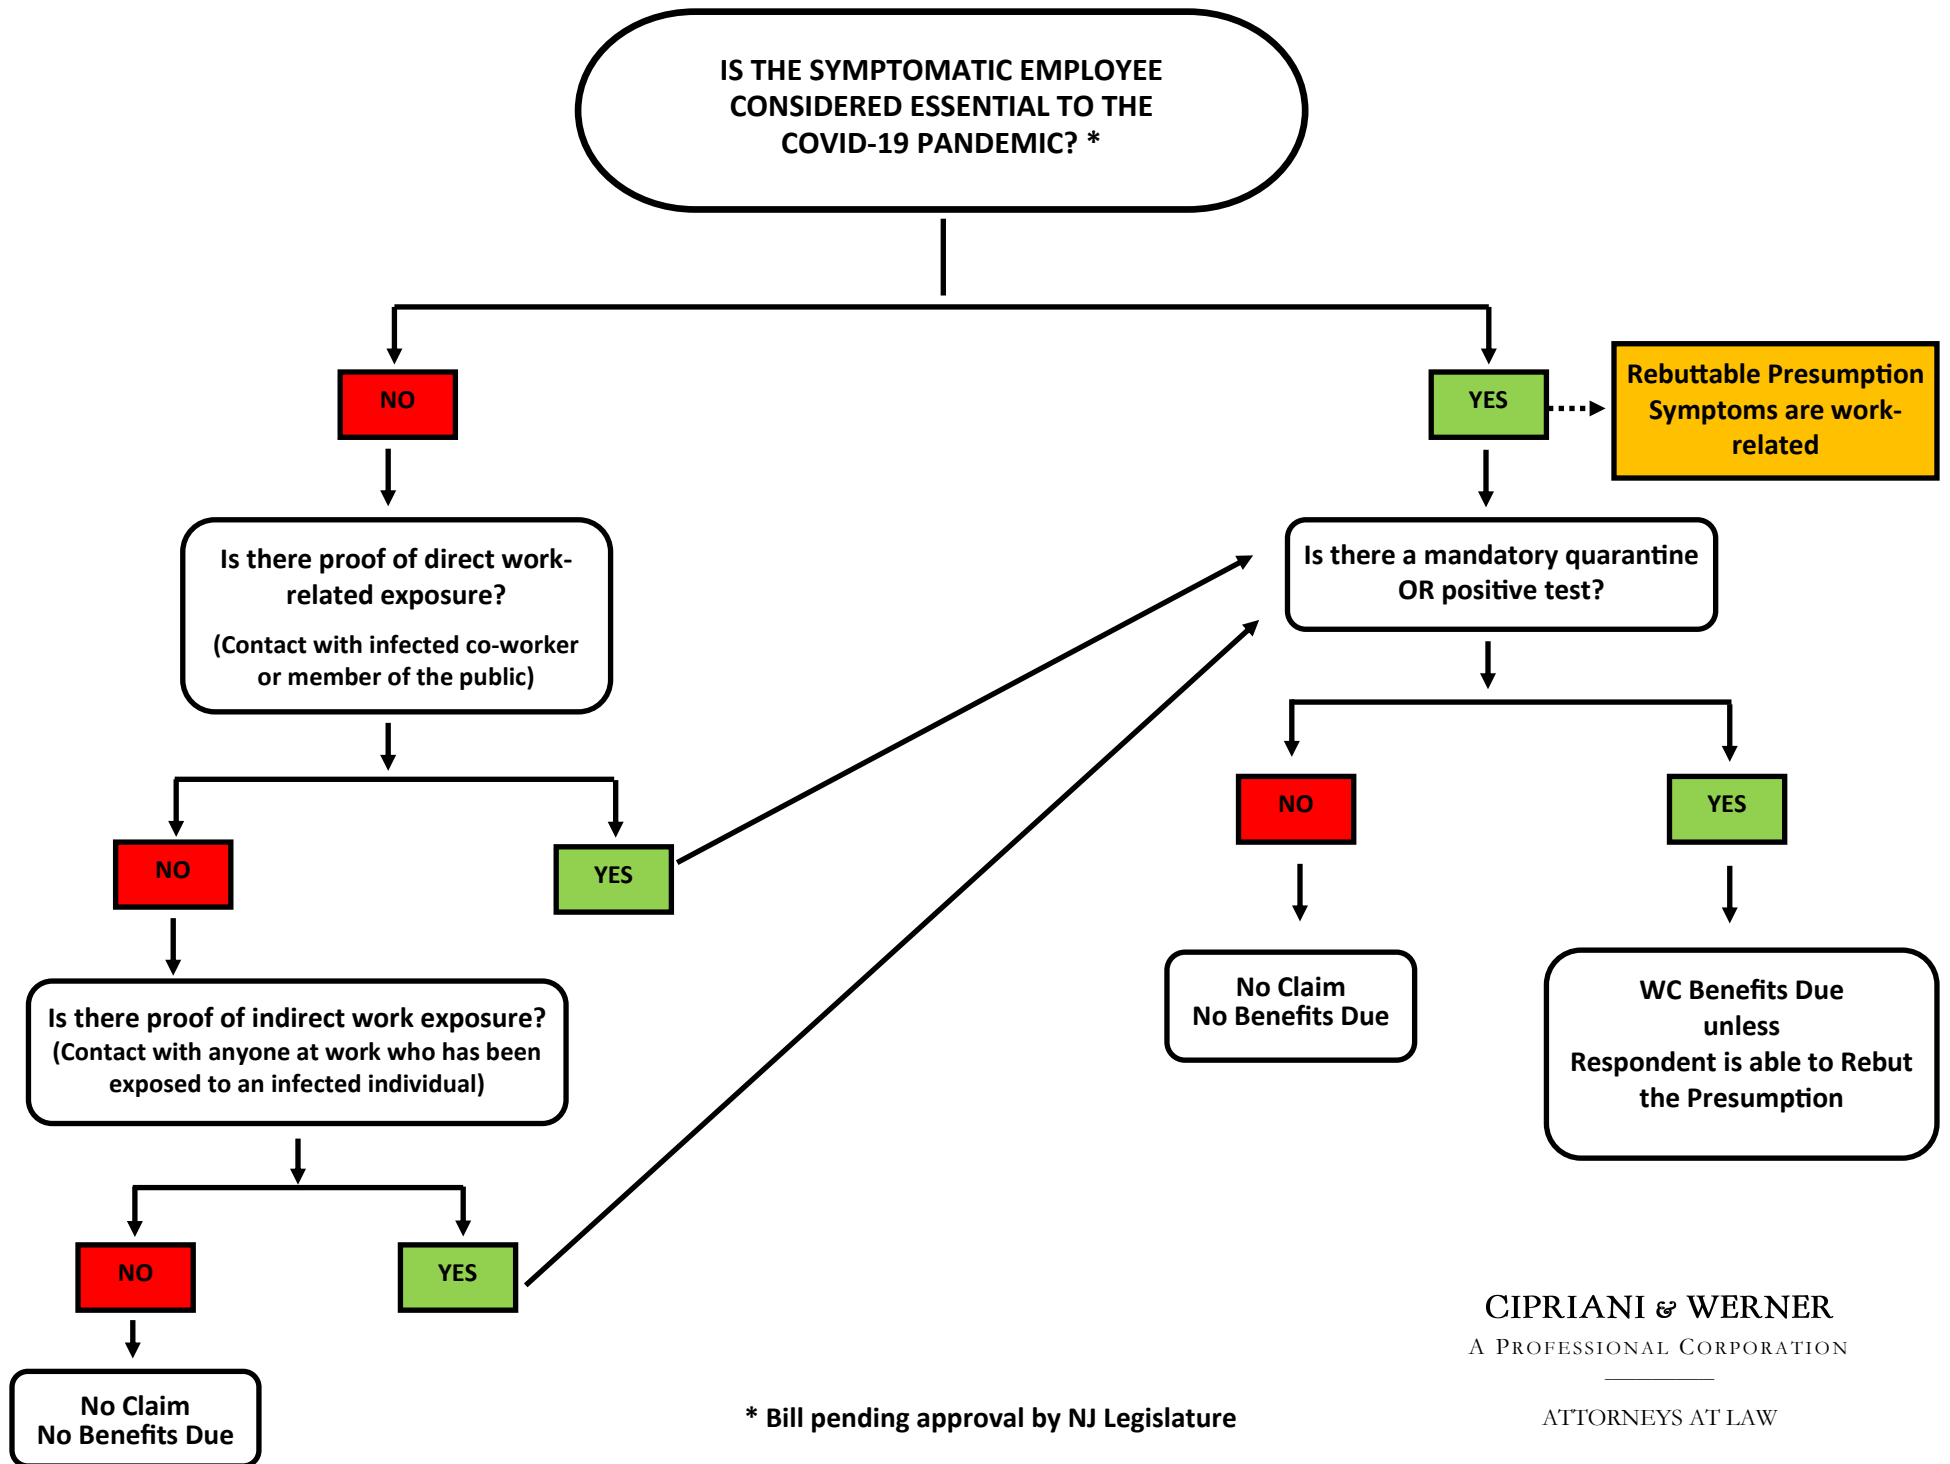 IS THE SYMPTOMATIC EMPLOYEE
CONSIDERED ESSENTIAL TO THE
COVID-19 PANDEMIC? *
NO
YES
Rebuttable Presumption
Symptoms are work-
related
Is there proof of direct work-
related exposure?
(Contact with infected co-worker
or member of the public)
Is there a mandatory quarantine
OR positive test?
NO
YES
NO
YES
Is there proof of indirect work exposure?
(Contact with anyone at work who has been
exposed to an infected individual)
No Claim
No Benefits Due
WC Benefits Due
unless
Respondent is able to Rebut
the Presumption
NO
YES
No Claim
No Benefits Due
* Bill pending approval by NJ Legislature
CIPRIANI & WERNER
A PROFESSIONAL CORPORATION
ATTORNEYS AT LAW